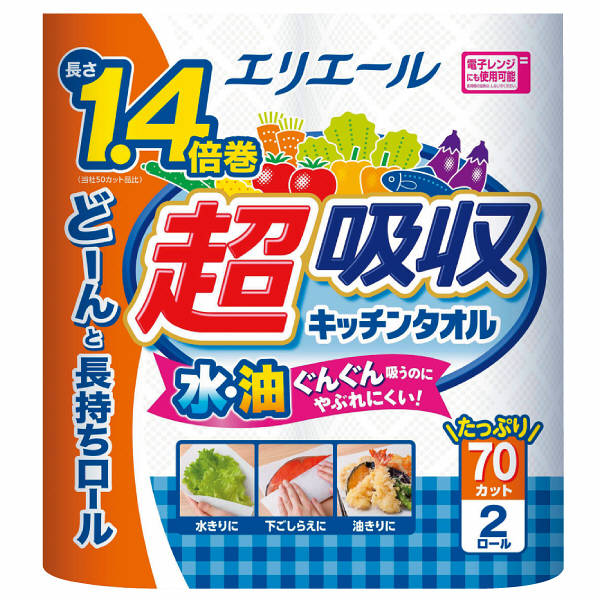 長さ
1.4倍巻
(当社50カット品比)
どーんと長持ちロール
エリエール
電子レンジ
にも使用可能
超吸収
キッチンタオル
水・油
ぐんぐん吸うのに
やぶれにくい!
水きりに
下ごしらえに
油きりに
たっぷり
70
カット
2
ロール